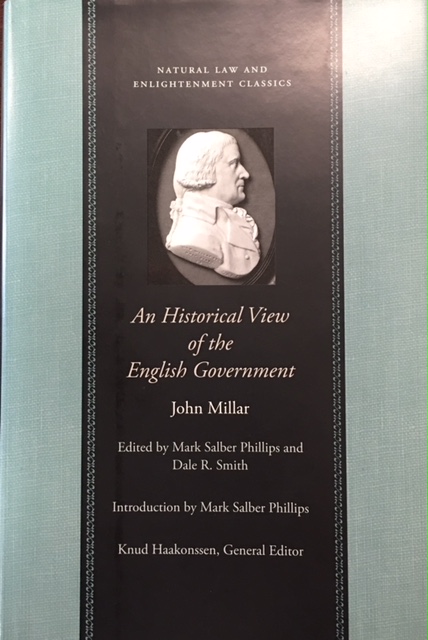 NATURAL LAW AND
ENLIGHTENMENT CLASSICS
An Historical View
of the
English Government
John Millar
Edited by Mark Salber Phillips and
Dale R. Smith
Introduction by Mark Salber Phillips
Knud Haakonssen, General Editor